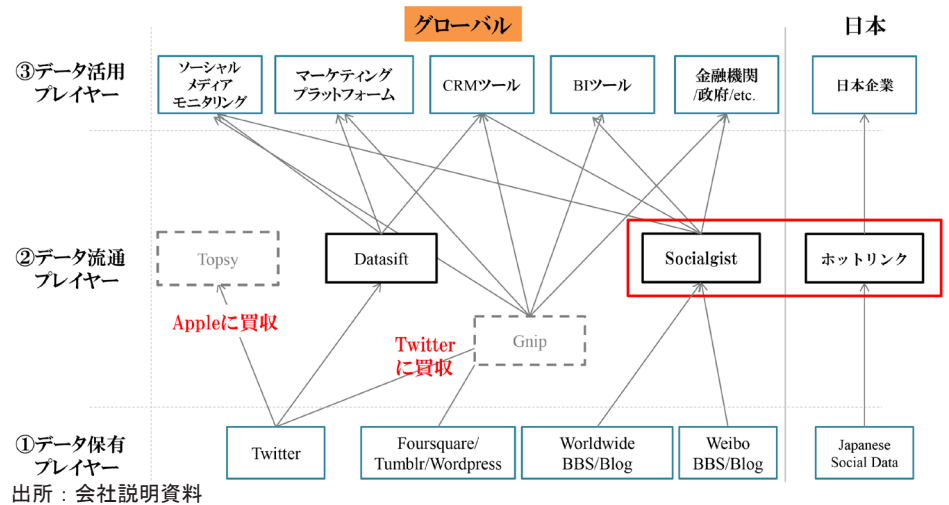 グローバル
日本
③データ活用
プレイヤー
ソーシャル
メディア
モニタリング
マーケティング
プラットフォーム
CRMツール
BIツール
金融機関
/政府/etc.
日本企業
②データ流通
プレイヤー
Topsy
Datasift
Socialgist
ホットリンク
Appleに買収
Twitter
に買収
Gnip
①データ保有
プレイヤー
Twitter
Foursquare/
Tumblr/Wordpress
Worldwide
BBS/Blog
Weibo
BBS/Blog
Japanese
Social Data
出所：会社説明資料